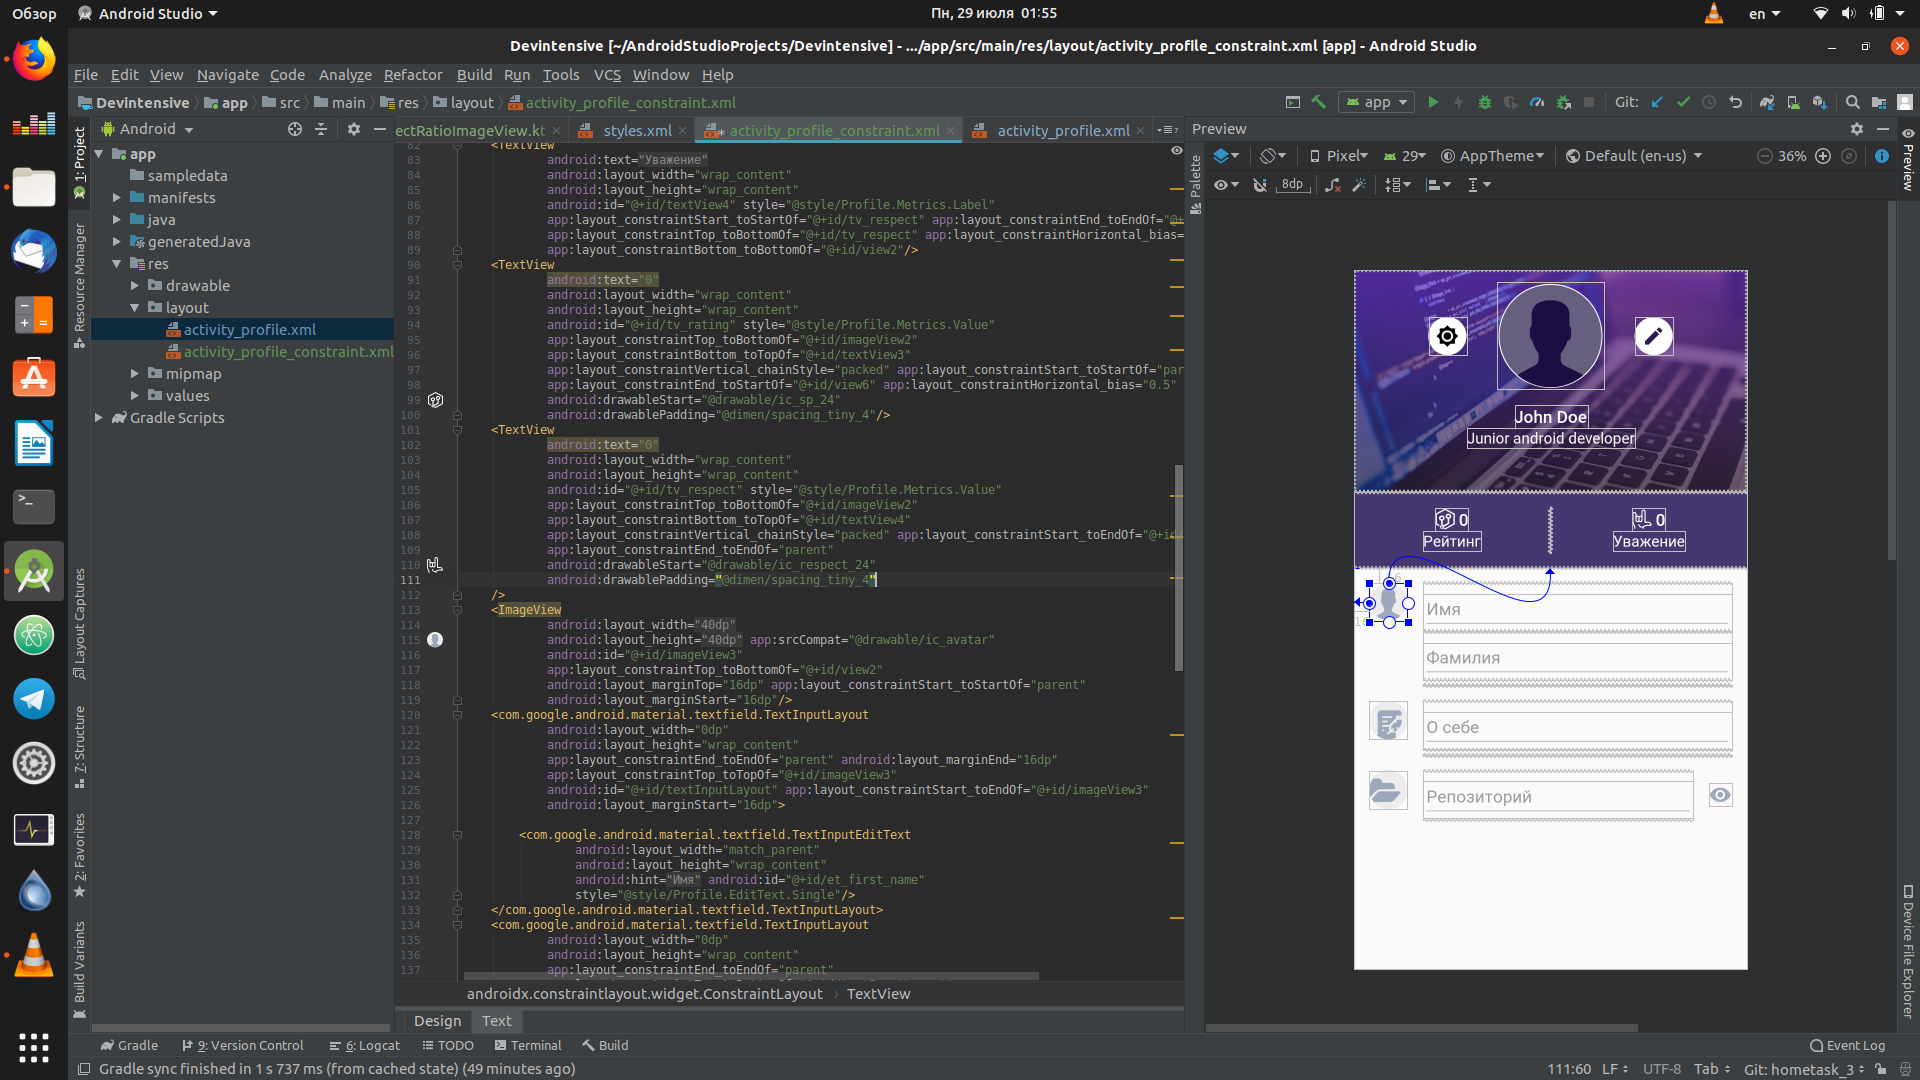 Обзор
Android Studio
Пн, 29 июля 01:55
en
Devintensive [~/AndroidStudioProjects/Devintensive] - .../app/src/main/res/layout/activity_profile_constraint.xml [app] - Android Studio
File Edit View Navigate Code Analyze Refactor Build Run Tools VCS Window Help
Devintensive app src main res layout activity_profile_constraint.xml
app
Git:
Android
ectRatioImageView.kt styles.xml activity_profile_constraint.xml activity_profile.xml
Preview
1: Project
Resource Manager
Layout Captures
7: Structure
2: Favorites
Build Variants
app
sampledata
manifests
java
generatedJava
res
drawable
layout
activity_profile.xml
activity_profile_constraint.xml
mipmap
values
Gradle Scripts
82 <TextView
83 android:text="Уважение"
84 android:layout_width="wrap_content"
85 android:layout_height="wrap_content"
86 android:id="@+id/textView4" style="@style/Profile.Metrics.Label"
87 app:layout_constraintStart_toStartOf="@+id/tv_respect" app:layout_constraintEnd_toEndOf="@+
88 app:layout_constraintTop_toBottomOf="@+id/tv_respect" app:layout_constraintHorizontal_bias=
89 app:layout_constraintBottom_toBottomOf="@+id/view2"/>
90 <TextView
91 android:text="0"
92 android:layout_width="wrap_content"
93 android:layout_height="wrap_content"
94 android:id="@+id/tv_rating" style="@style/Profile.Metrics.Value"
95 app:layout_constraintTop_toBottomOf="@+id/imageView2"
96 app:layout_constraintBottom_toTopOf="@+id/textView3"
97 app:layout_constraintVertical_chainStyle="packed" app:layout_constraintStart_toStartOf="par
98 app:layout_constraintEnd_toStartOf="@+id/view6" app:layout_constraintHorizontal_bias="0.5"
99 android:drawableStart="@drawable/ic_sp_24"
100 android:drawablePadding="@dimen/spacing_tiny_4"/>
101 <TextView
102 android:text="0"
103 android:layout_width="wrap_content"
104 android:layout_height="wrap_content"
105 android:id="@+id/tv_respect" style="@style/Profile.Metrics.Value"
106 app:layout_constraintTop_toBottomOf="@+id/imageView2"
107 app:layout_constraintBottom_toTopOf="@+id/textView4"
108 app:layout_constraintVertical_chainStyle="packed" app:layout_constraintStart_toEndOf="@+id/
109 app:layout_constraintEnd_toEndOf="parent"
110 android:drawableStart="@drawable/ic_respect_24"
111 android:drawablePadding="@dimen/spacing_tiny_4"
112 />
113 <ImageView
114 android:layout_width="40dp"
115 android:layout_height="40dp" app:srcCompat="@drawable/ic_avatar"
116 android:id="@+id/imageView3"
117 app:layout_constraintTop_toBottomOf="@+id/view2"
118 android:layout_marginTop="16dp" app:layout_constraintStart_toStartOf="parent"
119 android:layout_marginStart="16dp"/>
120 <com.google.android.material.textfield.TextInputLayout
121 android:layout_width="0dp"
122 android:layout_height="wrap_content"
123 app:layout_constraintEnd_toEndOf="parent" android:layout_marginEnd="16dp"
124 app:layout_constraintTop_toTopOf="@+id/imageView3"
125 android:id="@+id/textInputLayout" app:layout_constraintStart_toEndOf="@+id/imageView3"
126 android:layout_marginStart="16dp">
127
128 <com.google.android.material.textfield.TextInputEditText
129 android:layout_width="match_parent"
130 android:layout_height="wrap_content"
131 android:hint="Имя" android:id="@+id/et_first_name"
132 style="@style/Profile.EditText.Single"/>
133 </com.google.android.material.textfield.TextInputLayout>
134 <com.google.android.material.textfield.TextInputLayout
135 android:layout_width="0dp"
136 android:layout_height="wrap_content"
137 app:layout_constraintEnd_toEndOf="parent"
androidx.constraintlayout.widget.ConstraintLayout › TextView
Design Text
Palette
Pixel 29 AppTheme Default (en-us) 36%
8dp
John Doe
Junior android developer
0 0
Рейтинг Уважение
Имя
Фамилия
О себе
Репозиторий
Preview
Device File Explorer
Gradle 9: Version Control 6: Logcat TODO Terminal Build
Event Log
Gradle sync finished in 1 s 737 ms (from cached state) (49 minutes ago)
111:60 LF UTF-8 Tab Git: hometask_3